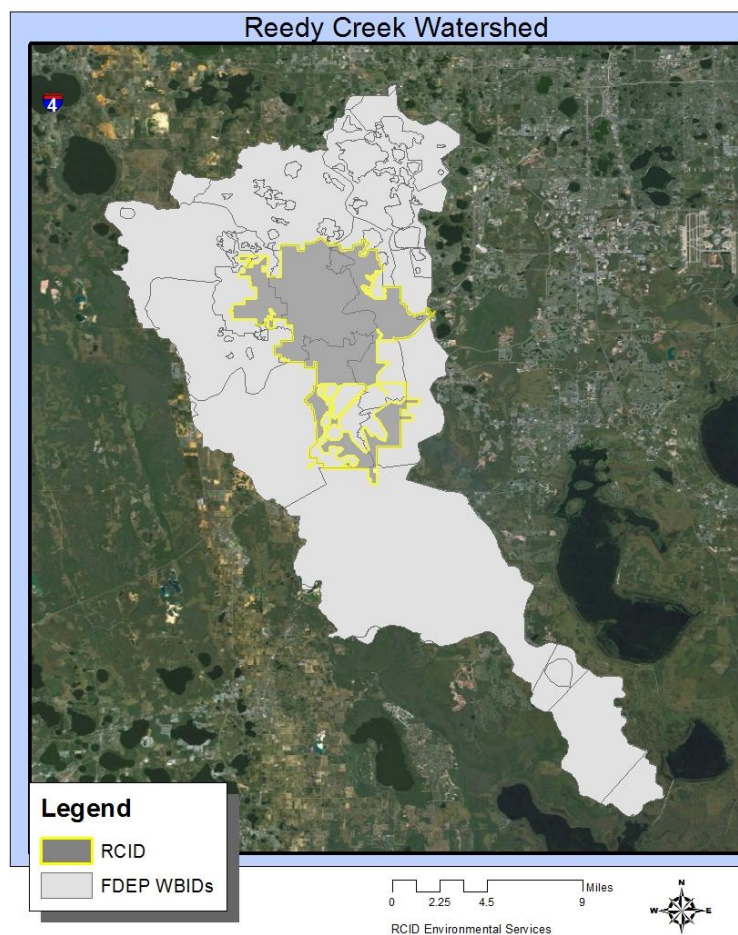 Reedy Creek Watershed
4
Legend
RCID
FDEP WBIDs
Miles
0 2.25 4.5 9
RCID Environmental Services
N
W E
S